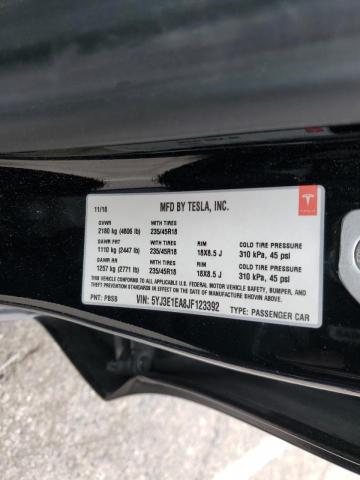 11/18 MFD BY TESLA, INC.
GVWR WITH TIRES
2180 kg (4806 lb) 235/45R18
GAWR FRT WITH TIRES RIM COLD TIRE PRESSURE
1110 kg (2447 lb) 235/45R18 18X8.5 J 310 kPa, 45 psi
GAWR RR WITH TIRES RIM COLD TIRE PRESSURE
1257 kg (2771 lb) 235/45R18 18X8.5 J 310 kPa, 45 psi
THIS VEHICLE CONFORMS TO ALL APPLICABLE U.S. FEDERAL MOTOR VEHICLE SAFETY, BUMPER, AND
THEFT PREVENTION STANDARDS IN EFFECT ON THE DATE OF MANUFACTURE SHOWN ABOVE.
PNT: PBSB VIN: 5YJ3E1EA8JF123392 TYPE: PASSENGER CAR